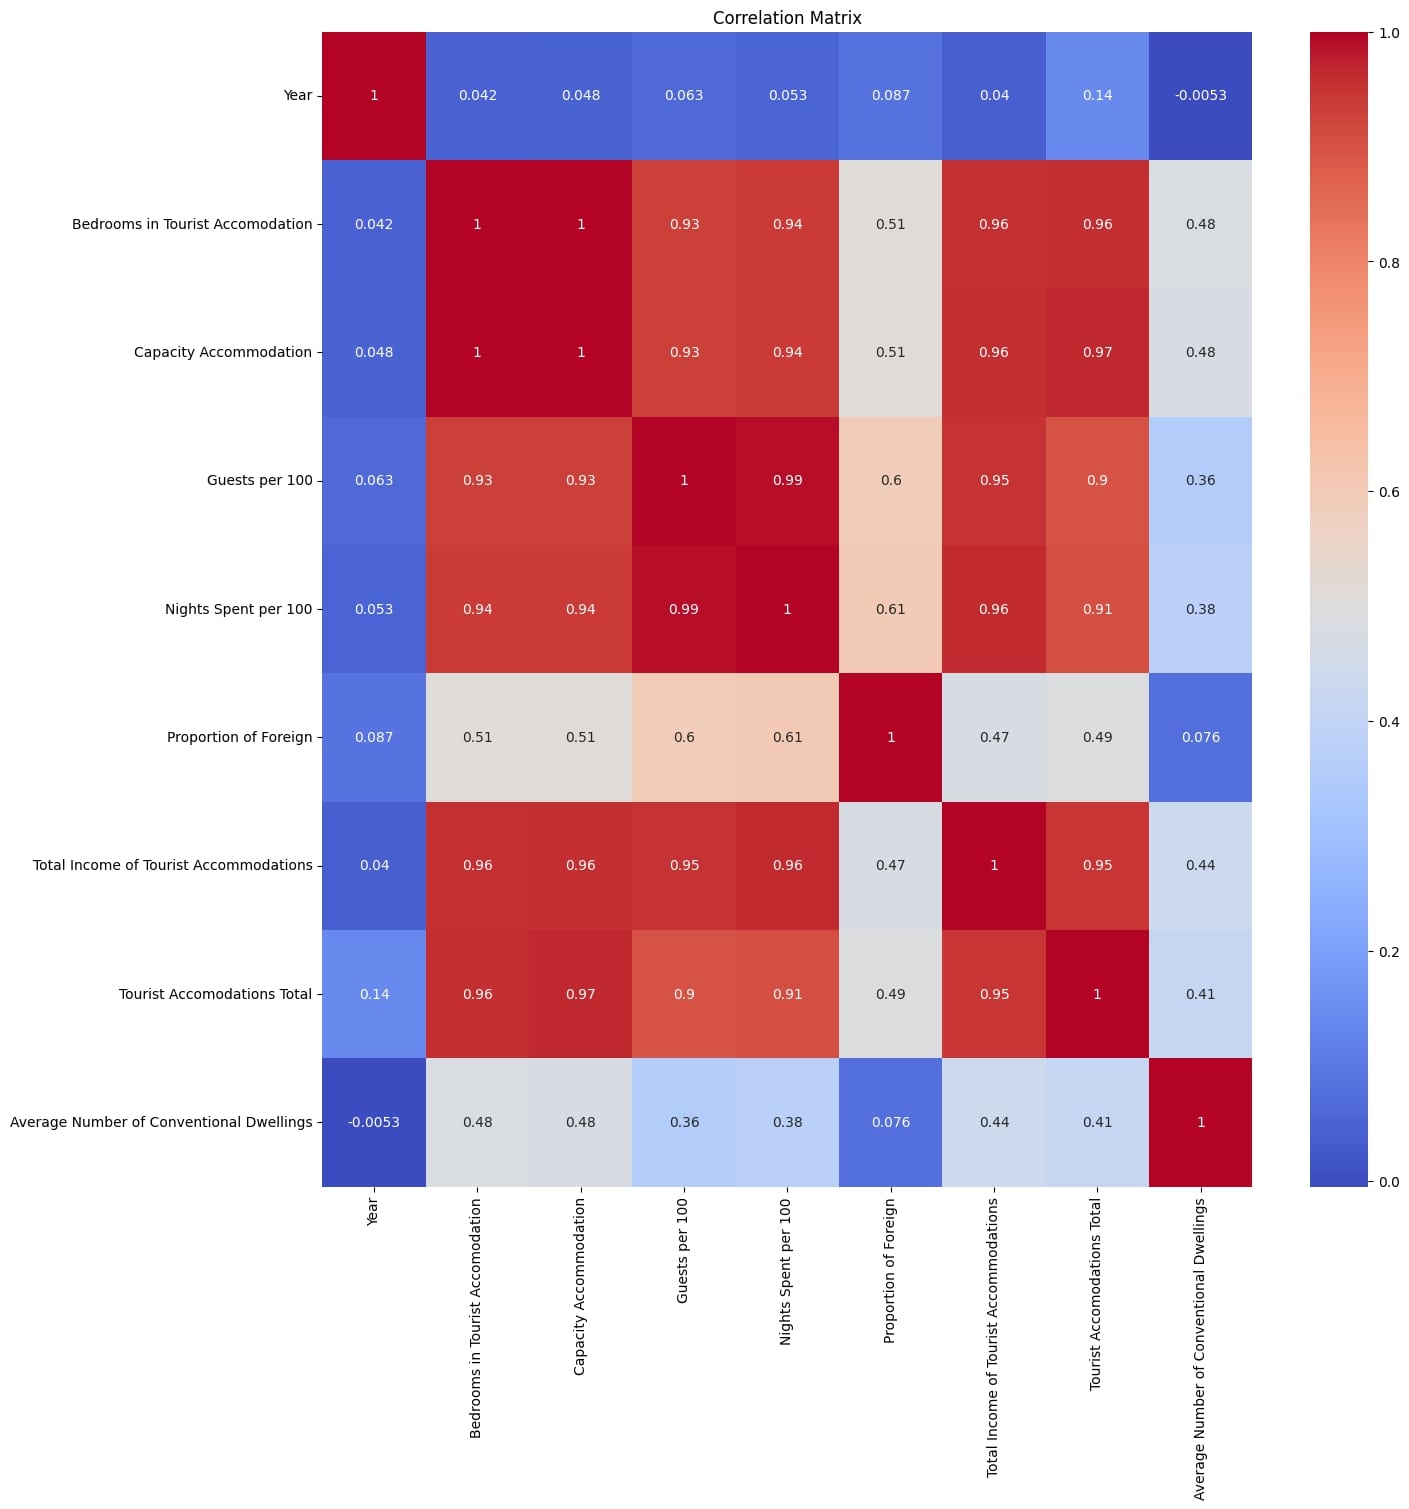 Correlation Matrix
Year 1 0.042 0.048 0.063 0.053 0.087 0.04 0.14 -0.0053
Bedrooms in Tourist Accomodation 0.042 1 1 0.93 0.94 0.51 0.96 0.96 0.48
Capacity Accommodation 0.048 1 1 0.93 0.94 0.51 0.96 0.97 0.48
Guests per 100 0.063 0.93 0.93 1 0.99 0.6 0.95 0.9 0.36
Nights Spent per 100 0.053 0.94 0.94 0.99 1 0.61 0.96 0.91 0.38
Proportion of Foreign 0.087 0.51 0.51 0.6 0.61 1 0.47 0.49 0.076
Total Income of Tourist Accommodations 0.04 0.96 0.96 0.95 0.96 0.47 1 0.95 0.44
Tourist Accomodations Total 0.14 0.96 0.97 0.9 0.91 0.49 0.95 1 0.41
Average Number of Conventional Dwellings -0.0053 0.48 0.48 0.36 0.38 0.076 0.44 0.41 1
Year
Bedrooms in Tourist Accomodation
Capacity Accommodation
Guests per 100
Nights Spent per 100
Proportion of Foreign
Total Income of Tourist Accommodations
Tourist Accomodations Total
Average Number of Conventional Dwellings
1.0
0.8
0.6
0.4
0.2
0.0